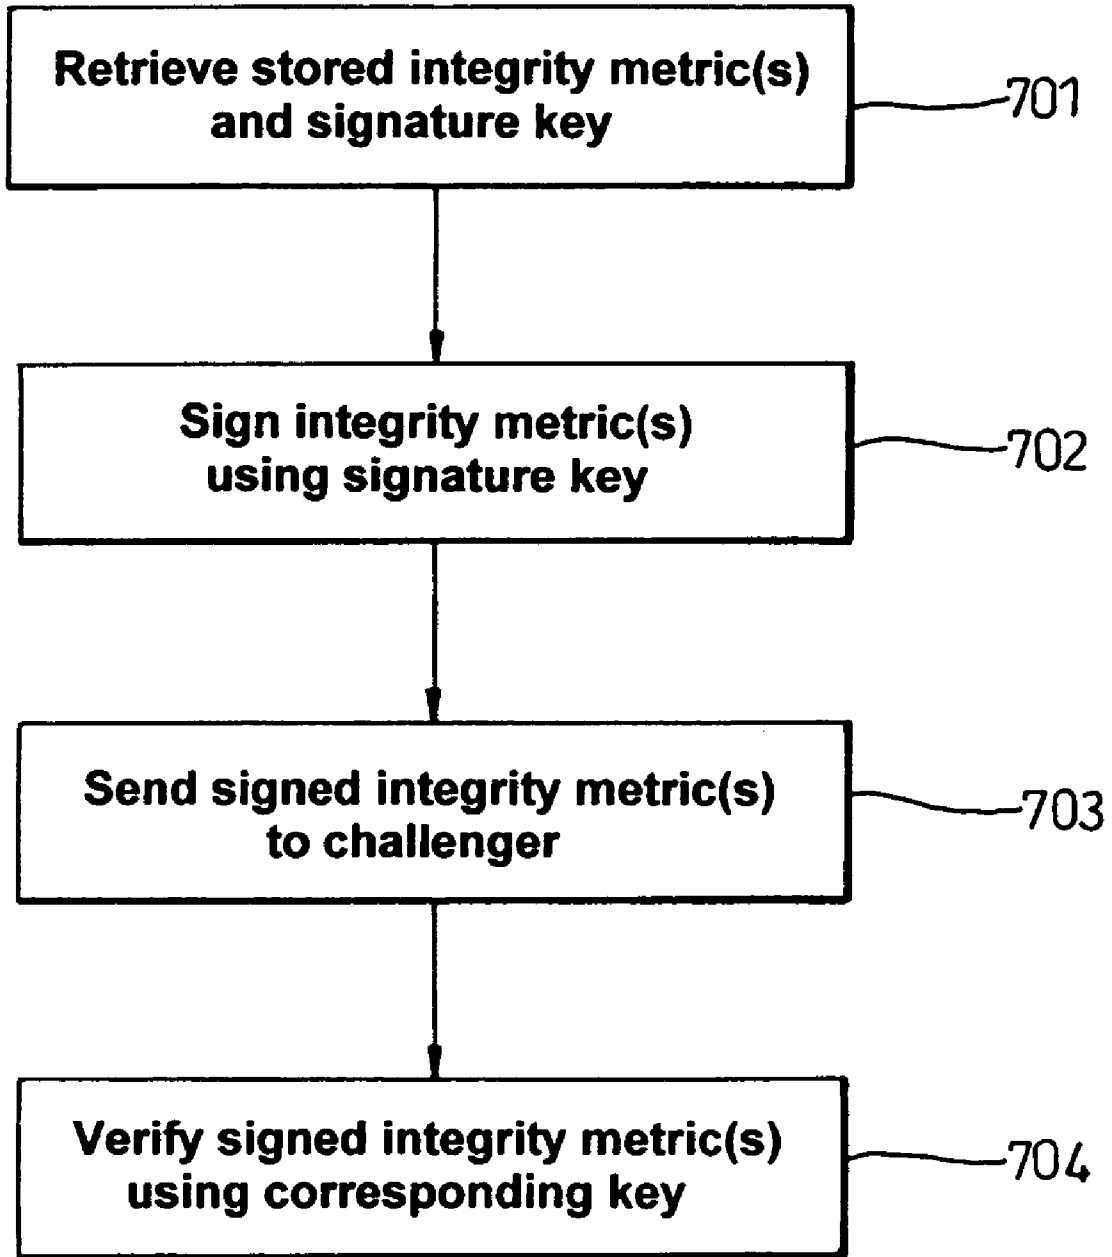 Retrieve stored integrity metric(s)
and signature key
701
Sign integrity metric(s)
using signature key
702
Send signed integrity metric(s)
to challenger
703
Verify signed integrity metric(s)
using corresponding key
704